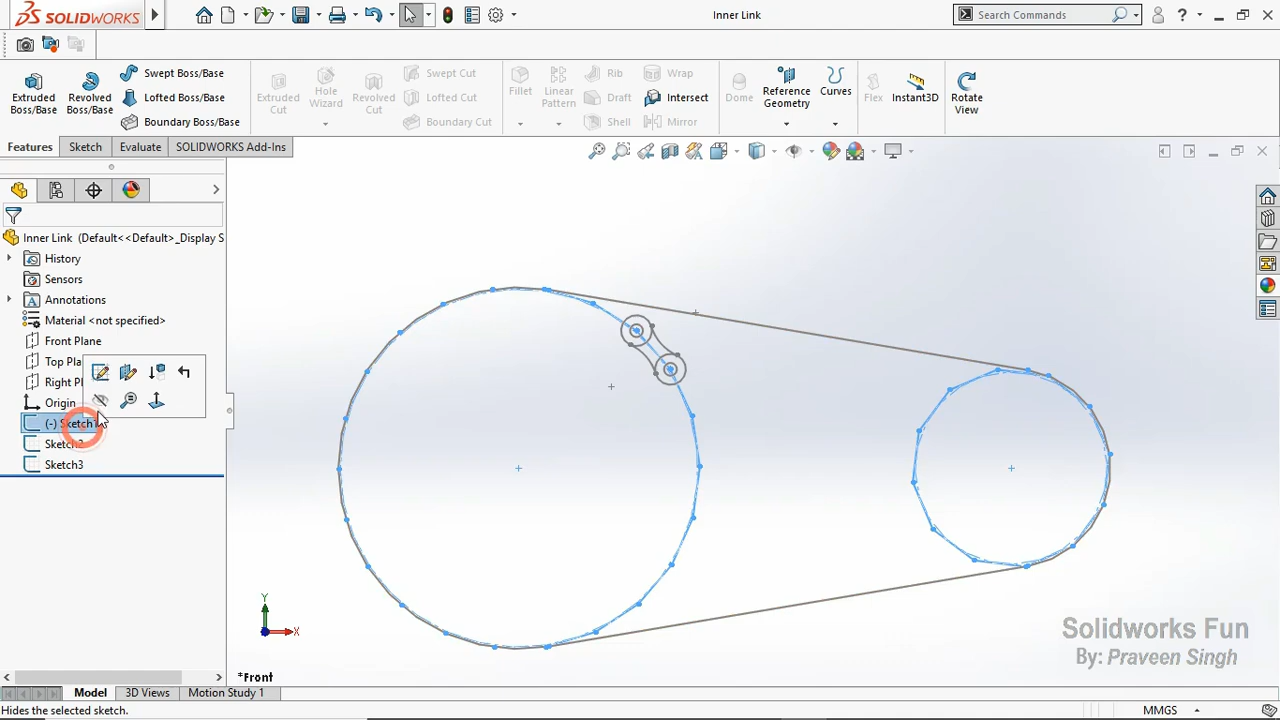 SOLIDWORKS
Inner Link
Search Commands
Extruded Boss/Base
Revolved Boss/Base
Swept Boss/Base
Lofted Boss/Base
Boundary Boss/Base
Extruded Cut
Hole Wizard
Revolved Cut
Swept Cut
Lofted Cut
Boundary Cut
Fillet
Linear Pattern
Rib
Draft
Shell
Wrap
Intersect
Mirror
Dome
Reference Geometry
Curves
Flex
Instant3D
Rotate View
Features
Sketch
Evaluate
SOLIDWORKS Add-Ins
Inner Link (Default<<Default>_Display S
History
Sensors
Annotations
Material <not specified>
Front Plane
Top Pla
Right Pl
Origin
(-) Sketch1
Sketch2
Sketch3
Y
X
*Front
Solidworks Fun
By: Praveen Singh
Model
3D Views
Motion Study 1
Hides the selected sketch.
MMGS